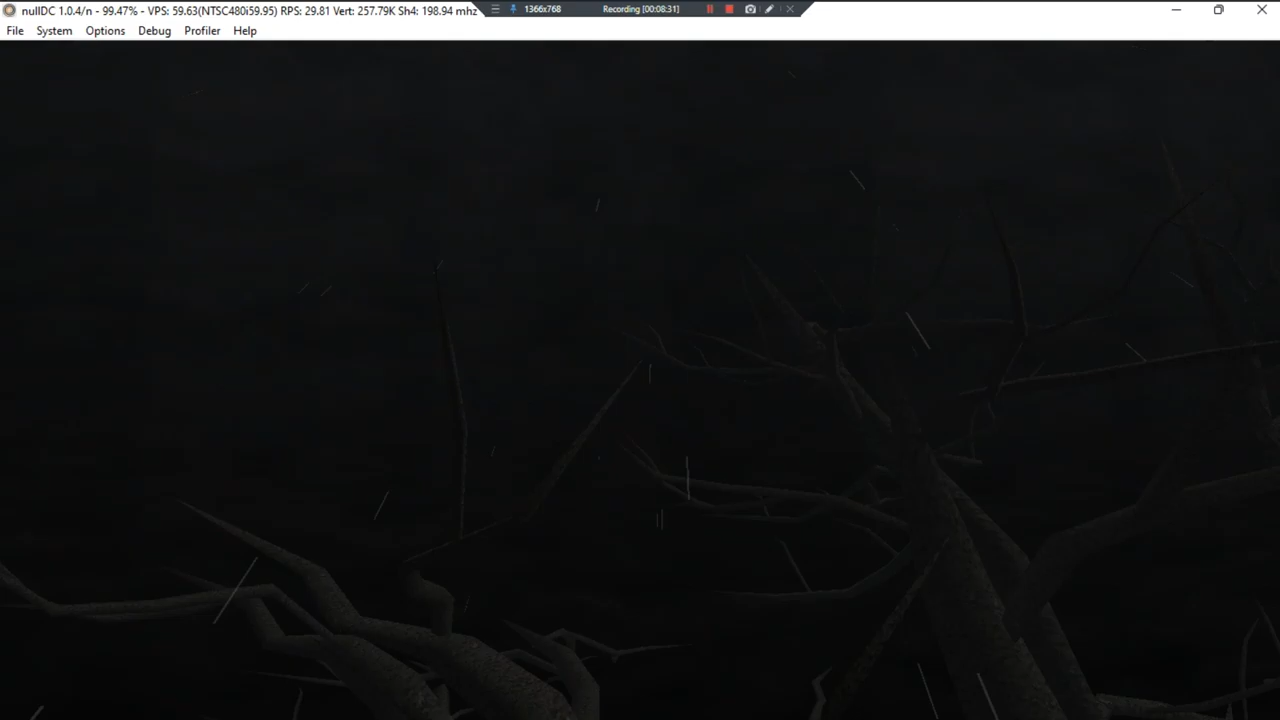 nullDC 1.0.4/n - 99.47% - VPS: 59.63(NTSC480i59.95) RPS: 29.81 Vert: 257.79K Sh4: 198.94 mhz
1366x768
Recording [00:08:31]
File System Options Debug Profiler Help